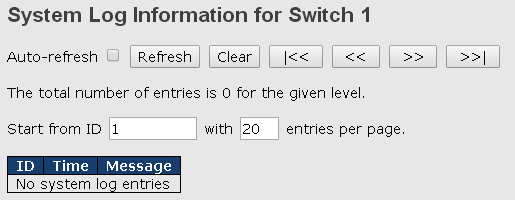 System Log Information for Switch 1
Auto-refresh Refresh Clear |<< << >> >>|
The total number of entries is 0 for the given level.
Start from ID 1 with 20 entries per page.
ID Time Message
No system log entries